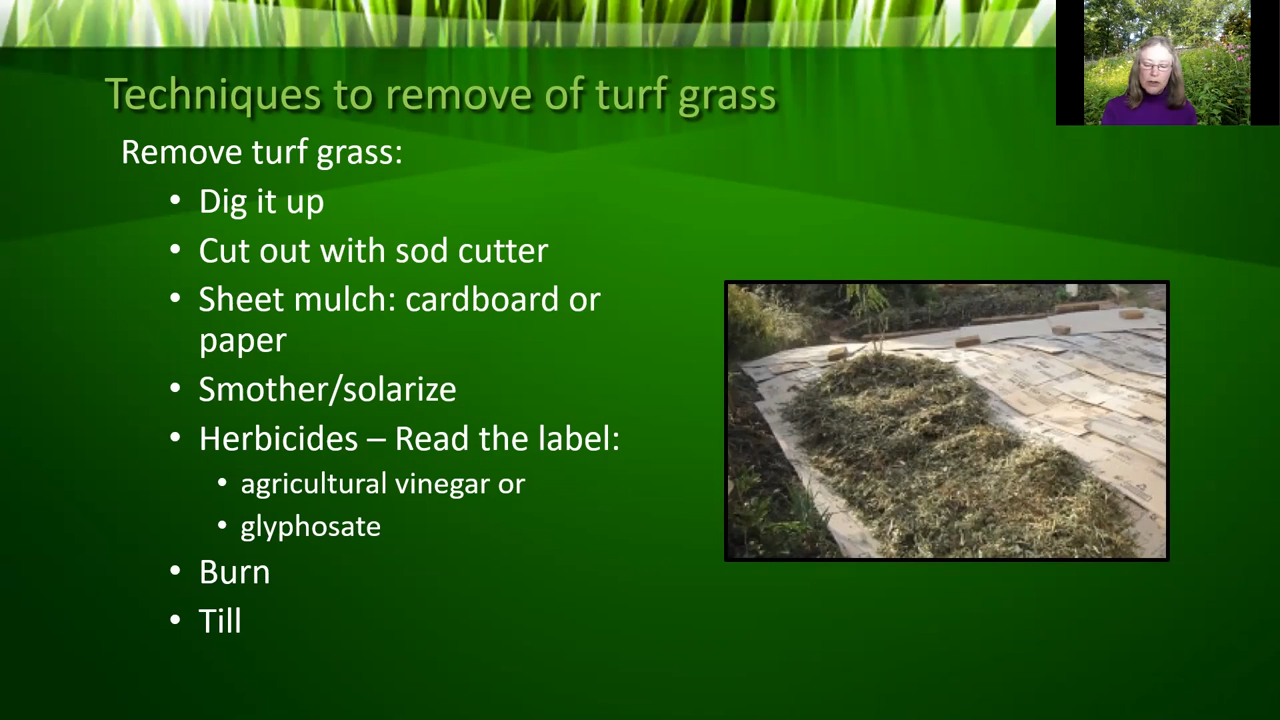 Techniques to remove of turf grass
Remove turf grass:
• Dig it up
• Cut out with sod cutter
• Sheet mulch: cardboard or
paper
• Smother/solarize
• Herbicides – Read the label:
• agricultural vinegar or
• glyphosate
• Burn
• Till